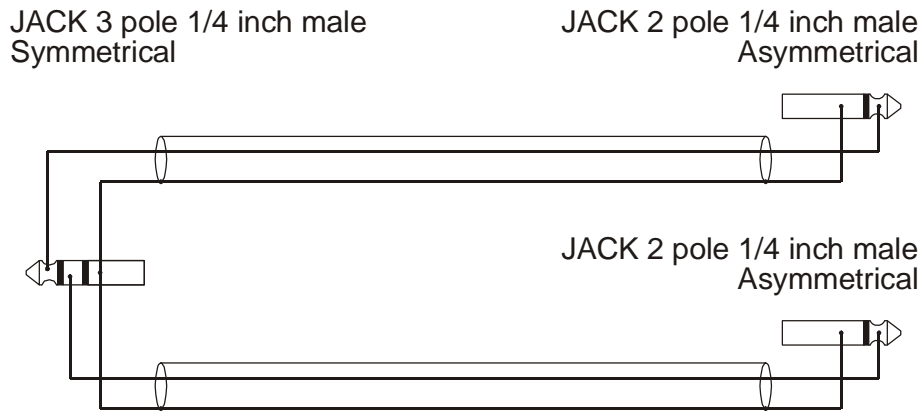 JACK 3 pole 1/4 inch male
Symmetrical
JACK 2 pole 1/4 inch male
Asymmetrical
JACK 2 pole 1/4 inch male
Asymmetrical